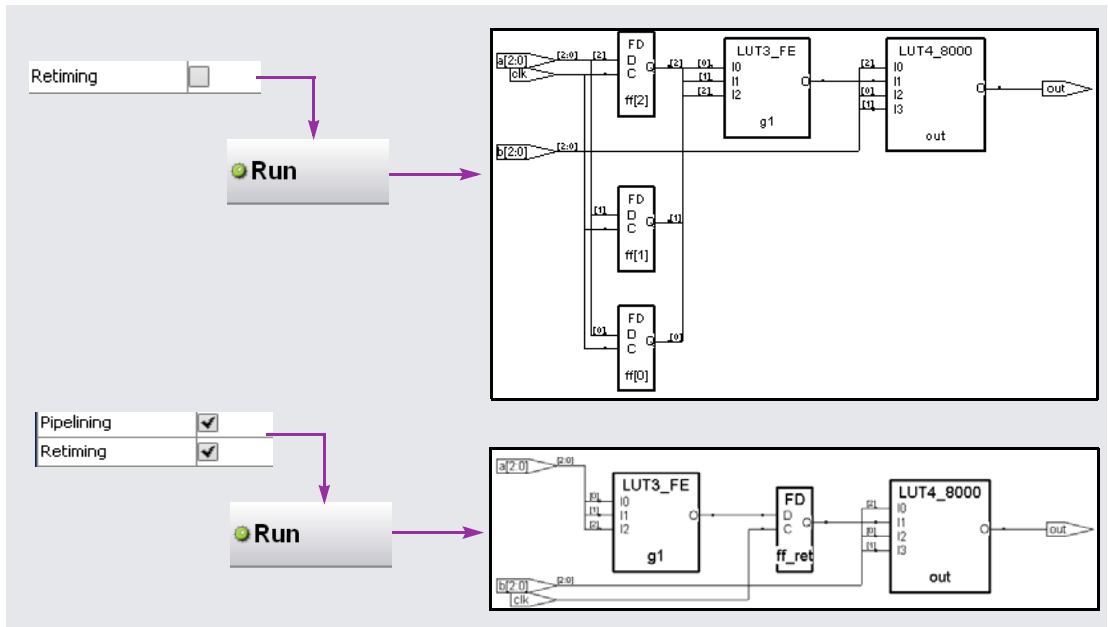 Retiming
Run
a[2:0]
[2:0]
[2]
clk
FD
D
C
Q
ff[2]
[2]
[0]
[1]
[2]
LUT3_FE
I0
I1
I2
O
g1
[2]
[0]
[1]
LUT4_8000
I0
I1
I2
I3
O
out
out
b[2:0]
[2:0]
[1]
FD
D
C
Q
ff[1]
[1]
[0]
FD
D
C
Q
ff[0]
[0]
Pipelining
Retiming
Run
a[2:0]
[2:0]
[0]
[1]
[2]
LUT3_FE
I0
I1
I2
O
g1
FD
D
C
Q
ff_ret
[2]
[0]
[1]
LUT4_8000
I0
I1
I2
I3
O
out
out
b[2:0]
[2:0]
clk